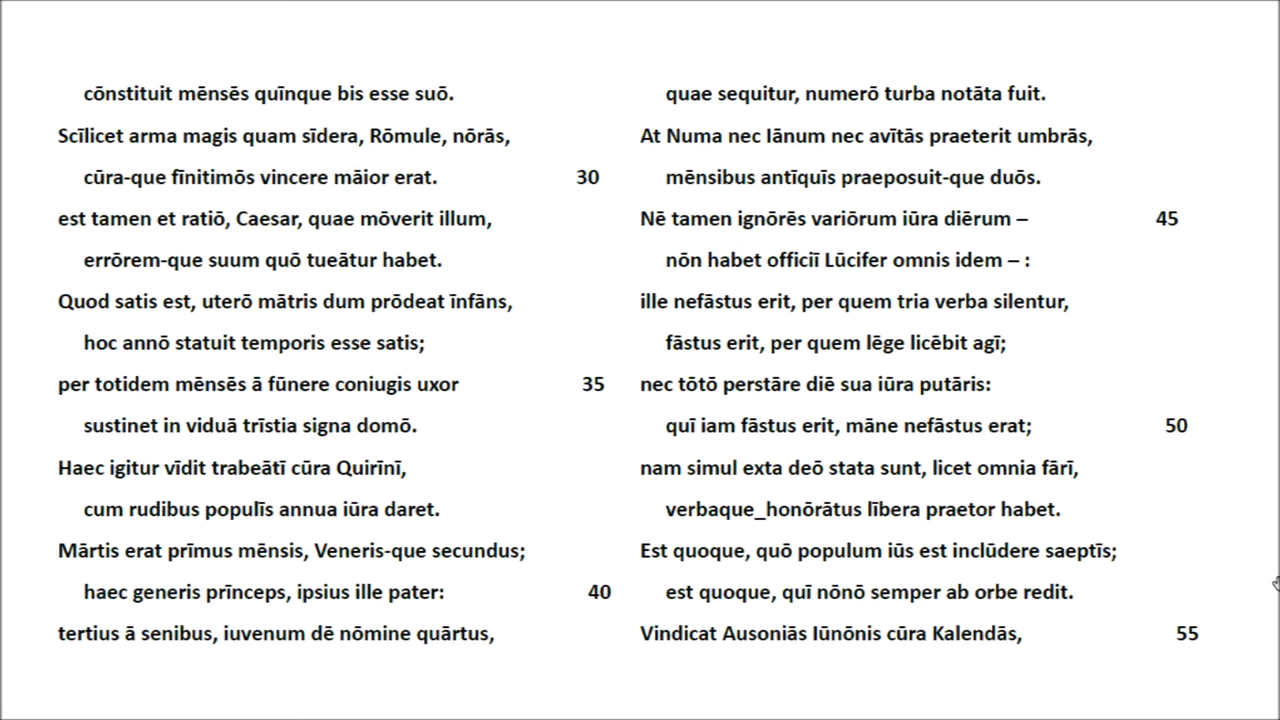 cōnstituit mēnsēs quīnque bis esse suō.
Scīlicet arma magis quam sīdera, Rōmule, nōrās,
cūra-que fīnitimōs vincere māior erat. 30
est tamen et ratiō, Caesar, quae mōverit illum,
errōrem-que suum quō tueātur habet.
Quod satis est, uterō mātris dum prōdeat īnfāns,
hoc annō statuit temporis esse satis;
per totidem mēnsēs ā fūnere coniugis uxor 35
sustinet in viduā trīstia signa domō.
Haec igitur vīdit trabeātī cūra Quirīnī,
cum rudibus populīs annua iūra daret.
Mārtis erat prīmus mēnsis, Veneris-que secundus;
haec generis prīnceps, ipsius ille pater: 40
tertius ā senibus, iuvenum dē nōmine quārtus,
quae sequitur, numerō turba notāta fuit.
At Numa nec Iānum nec avītās praeterit umbrās,
mēnsibus antīquīs praeposuit-que duōs.
Nē tamen ignōrēs variōrum iūra diērum – 45
nōn habet officiī Lūcifer omnis idem – :
ille nefāstus erit, per quem tria verba silentur,
fāstus erit, per quem lēge licēbit agī;
nec tōtō perstāre diē sua iūra putāris:
quī iam fāstus erit, māne nefāstus erat; 50
nam simul exta deō stata sunt, licet omnia fārī,
verbaque_honōrātus lībera praetor habet.
Est quoque, quō populum iūs est inclūdere saeptīs;
est quoque, quī nōnō semper ab orbe redit.
Vindicat Ausoniās Iūnōnis cūra Kalendās, 55